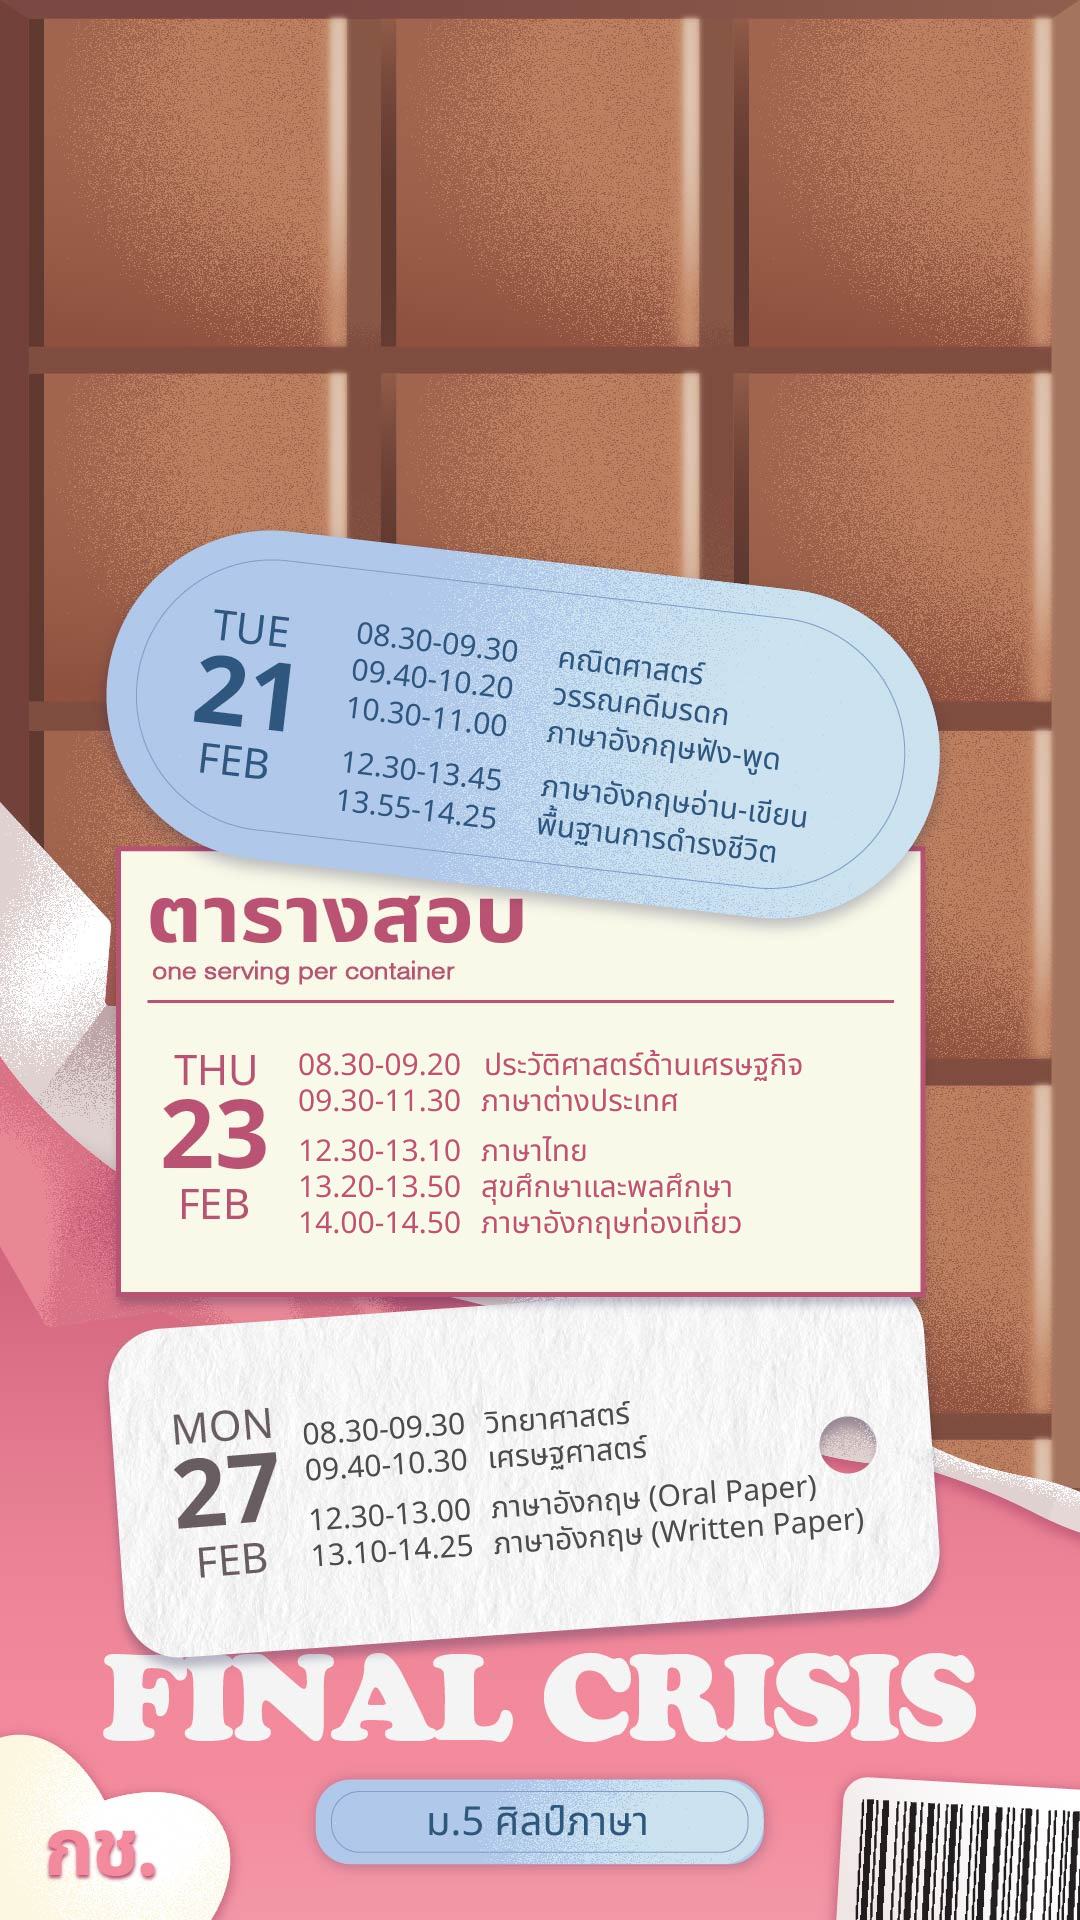 TUE
21
FEB
08.30-09.30 คณิตศาสตร์
09.40-10.20 วรรณคดีมรดก
10.30-11.00 ภาษาอังกฤษฟัง-พูด
12.30-13.45 ภาษาอังกฤษอ่าน-เขียน
13.55-14.25 พื้นฐานการดำรงชีวิต
ตารางสอบ
one serving per container
THU
23
FEB
08.30-09.20 ประวัติศาสตร์ด้านเศรษฐกิจ
09.30-11.30 ภาษาต่างประเทศ
12.30-13.10 ภาษาไทย
13.20-13.50 สุขศึกษาและพลศึกษา
14.00-14.50 ภาษาอังกฤษท่องเที่ยว
MON
27
FEB
08.30-09.30 วิทยาศาสตร์
09.40-10.30 เศรษฐศาสตร์
12.30-13.00 ภาษาอังกฤษ (Oral Paper)
13.10-14.25 ภาษาอังกฤษ (Written Paper)
FINAL CRISIS
ม.5 ศิลป์ภาษา
กช.